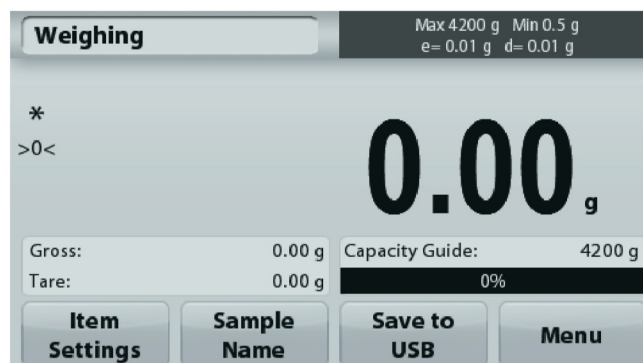 Weighing
Max 4200 g Min 0.5 g
e= 0.01 g d= 0.01 g
*
>0<
0.00 g
Gross: 0.00 g
Tare: 0.00 g
Capacity Guide: 4200 g
0%
Item
Settings
Sample
Name
Save to
USB
Menu